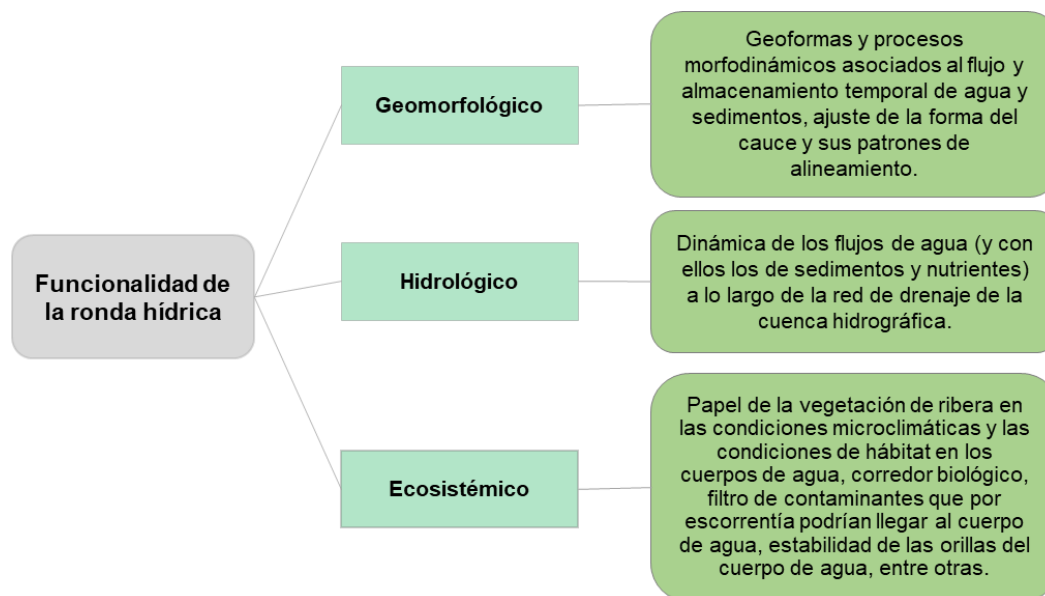 Geoformas y procesos
morfodinámicos asociados al flujo y
almacenamiento temporal de agua y
sedimentos, ajuste de la forma del
cauce y sus patrones de
alineamiento.
Geomorfológico
Funcionalidad de
la ronda hídrica
Hidrológico
Dinámica de los flujos de agua (y con
ellos los de sedimentos y nutrientes)
a lo largo de la red de drenaje de la
cuenca hidrográfica.
Ecosistémico
Papel de la vegetación de ribera en
las condiciones microclimáticas y las
condiciones de hábitat en los
cuerpos de agua, corredor biológico,
filtro de contaminantes que por
escorrentía podrían llegar al cuerpo
de agua, estabilidad de las orillas del
cuerpo de agua, entre otras.